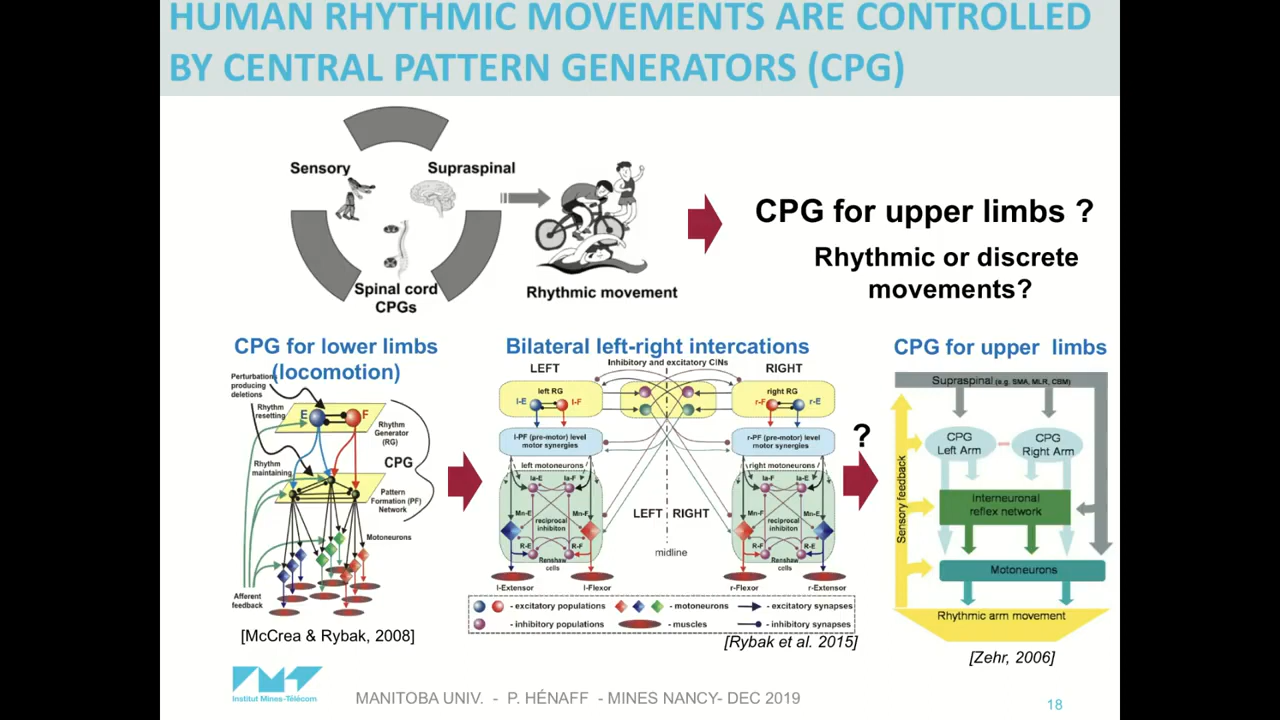 HUMAN RHYTHMIC MOVEMENTS ARE CONTROLLED
BY CENTRAL PATTERN GENERATORS (CPG)
Sensory
Supraspinal
Spinal cord
CPGs
Rhythmic movement
CPG for upper limbs ?
Rhythmic or discrete
movements?
CPG for lower limbs
(locomotion)
Perturbations
producing
deletions
Rhythm
resetting
E
F
Rhythm
Generator
(RG)
CPG
Rhythm
maintaining
Pattern
Formation (PF)
Network
Motoneurons
Afferent
feedback
[McCrea & Rybak, 2008]
Bilateral left-right intercations
Inhibitory and excitatory CINs
LEFT
RIGHT
left RG
right RG
l-E
l-F
r-F
r-E
l-PF (pre-motor) level
motor synergies
r-PF (pre-motor) level
motor synergies
left motoneurons
right motoneurons
Ia-E
Ia-F
Ia-F
Ia-E
Mn-E
Mn-F
Mn-F
Mn-E
reciprocal
inhibiton
reciprocal
inhibiton
LEFT
RIGHT
midline
R-E
R-F
R-F
R-E
Renshaw
cells
Renshaw
cells
l-Extensor
l-Flexor
r-Flexor
r-Extensor
- excitatory populations
- motoneurons
- excitatory synapses
- inhibitory populations
- muscles
- inhibitory synapses
[Rybak et al. 2015]
?
CPG for upper limbs
Supraspinal (e.g. SMA, MLR, CBM)
CPG
Left Arm
CPG
Right Arm
Sensory feedback
Interneuronal
reflex network
Motoneurons
Rhythmic arm movement
[Zehr, 2006]
Institut Mines-Télécom
MANITOBA UNIV. - P. HÉNAFF - MINES NANCY- DEC 2019
18